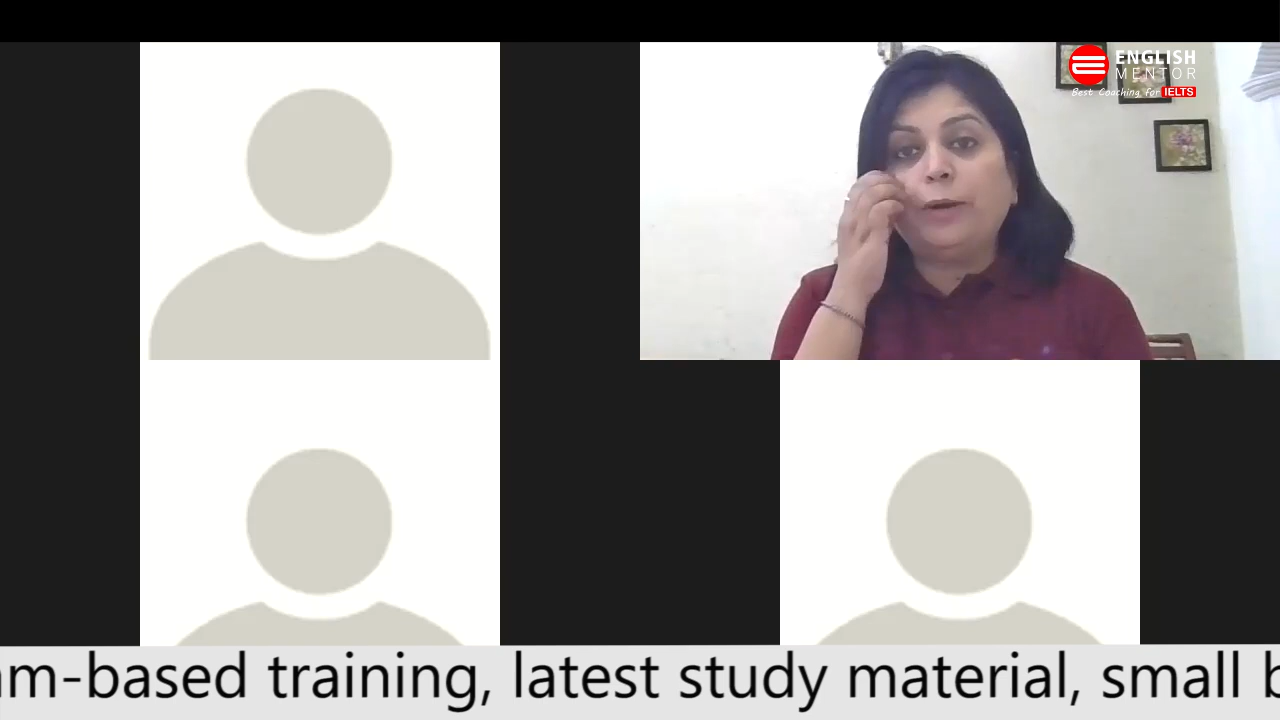 ENGLISH
MENTOR
Best Coaching for IELTS
-based training, latest study material, small